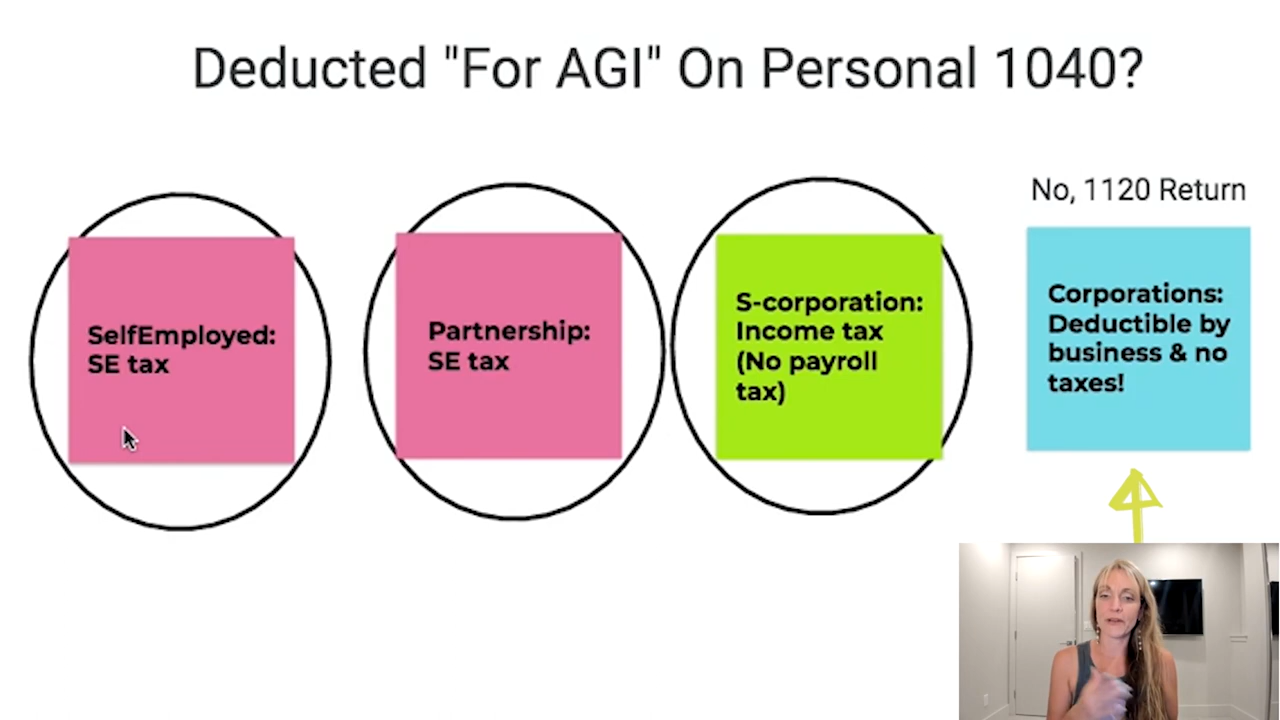 Deducted "For AGI" On Personal 1040?
SelfEmployed:
SE tax
Partnership:
SE tax
S-corporation:
Income tax
(No payroll
tax)
No, 1120 Return
Corporations:
Deductible by
business & no
taxes!